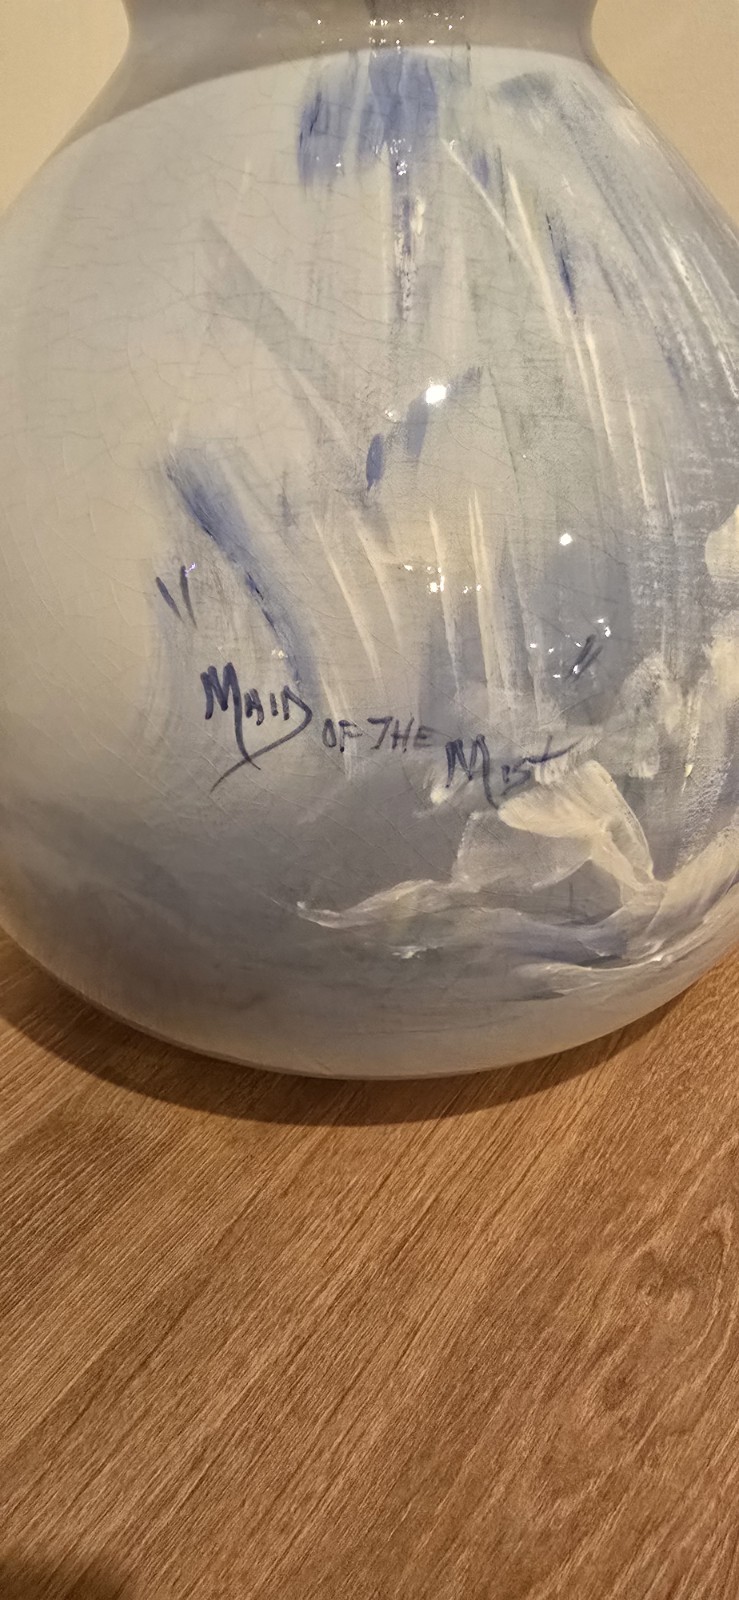 "MAID OF THE MIST"